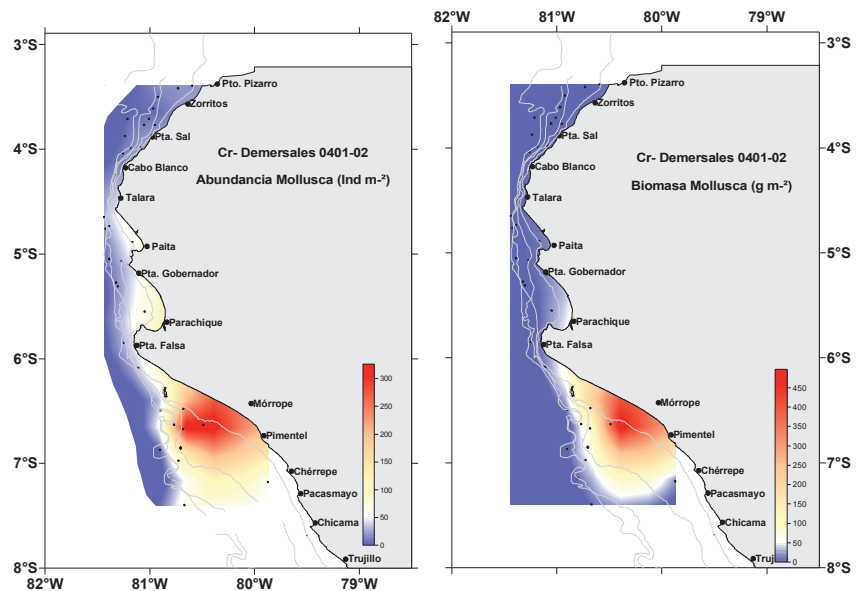 82°W 81°W 80°W
3°S 3°S
Pto. Pizarro Pto. Pizarro
Zorritos Zorritos
Pta. Sal Pta. Sal
4°S 4°S
Cr- Demersales 0401-02 Cr- Demersales 0401-02
Cabo Blanco Cabo Blanco
Abundancia Mollusca (Ind m-²) Biomasa Mollusca (g m-²)
Talara Talara
Paita Paita
5°S 5°S
Pta. Gobernador Pta. Gobernador
Parachique Parachique
Pta. Falsa Pta. Falsa
6°S 6°S
300 450
Mórrope Mórrope
250 400
350
Pimentel Pimentel
200 300
150 250
7°S 7°S
Chérrepe Chérrepe
200
100 150
Pacasmayo Pacasmayo
100
50 50
Chicama Chicama
0 0
Trujillo Truj
8°S 8°S
82°W 81°W 80°W 79°W 82°W 81°W 80°W 79°W